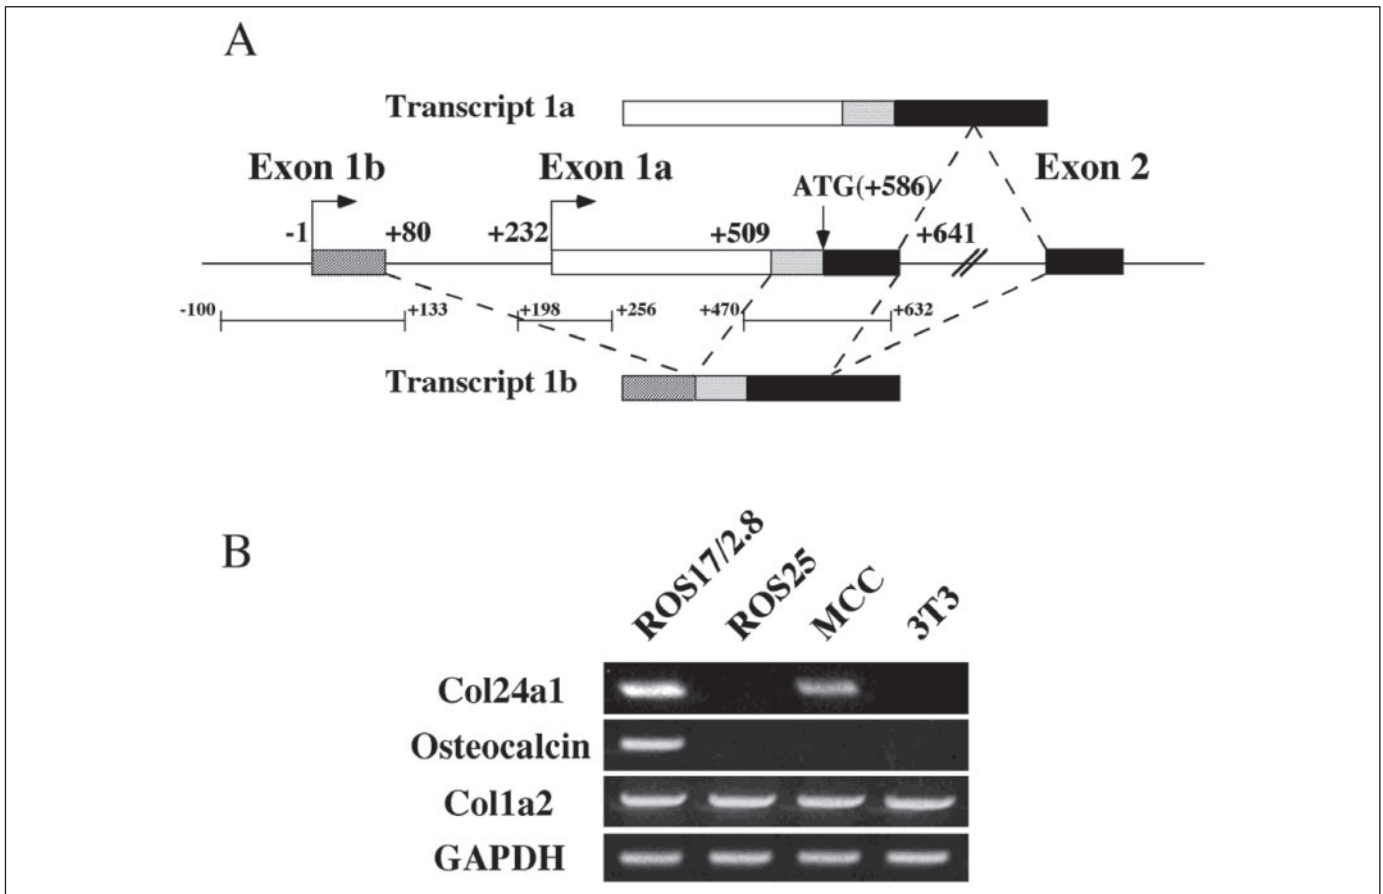 A
Transcript 1a
Exon 1b Exon 1a Exon 2
ATG(+586)
-1 +80 +232 +509 +641
-100 +133 +198 +256 +470 +632
Transcript 1b
B
ROS17/2.8 ROS25 MCC 3T3
Col24a1
Osteocalcin
Col1a2
GAPDH